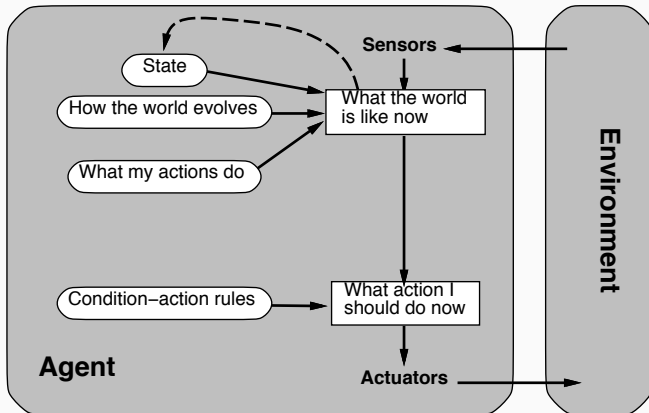 Sensors
State
What the world
is like now
How the world evolves
What my actions do
Environment
Condition−action rules
What action I
should do now
Agent
Actuators